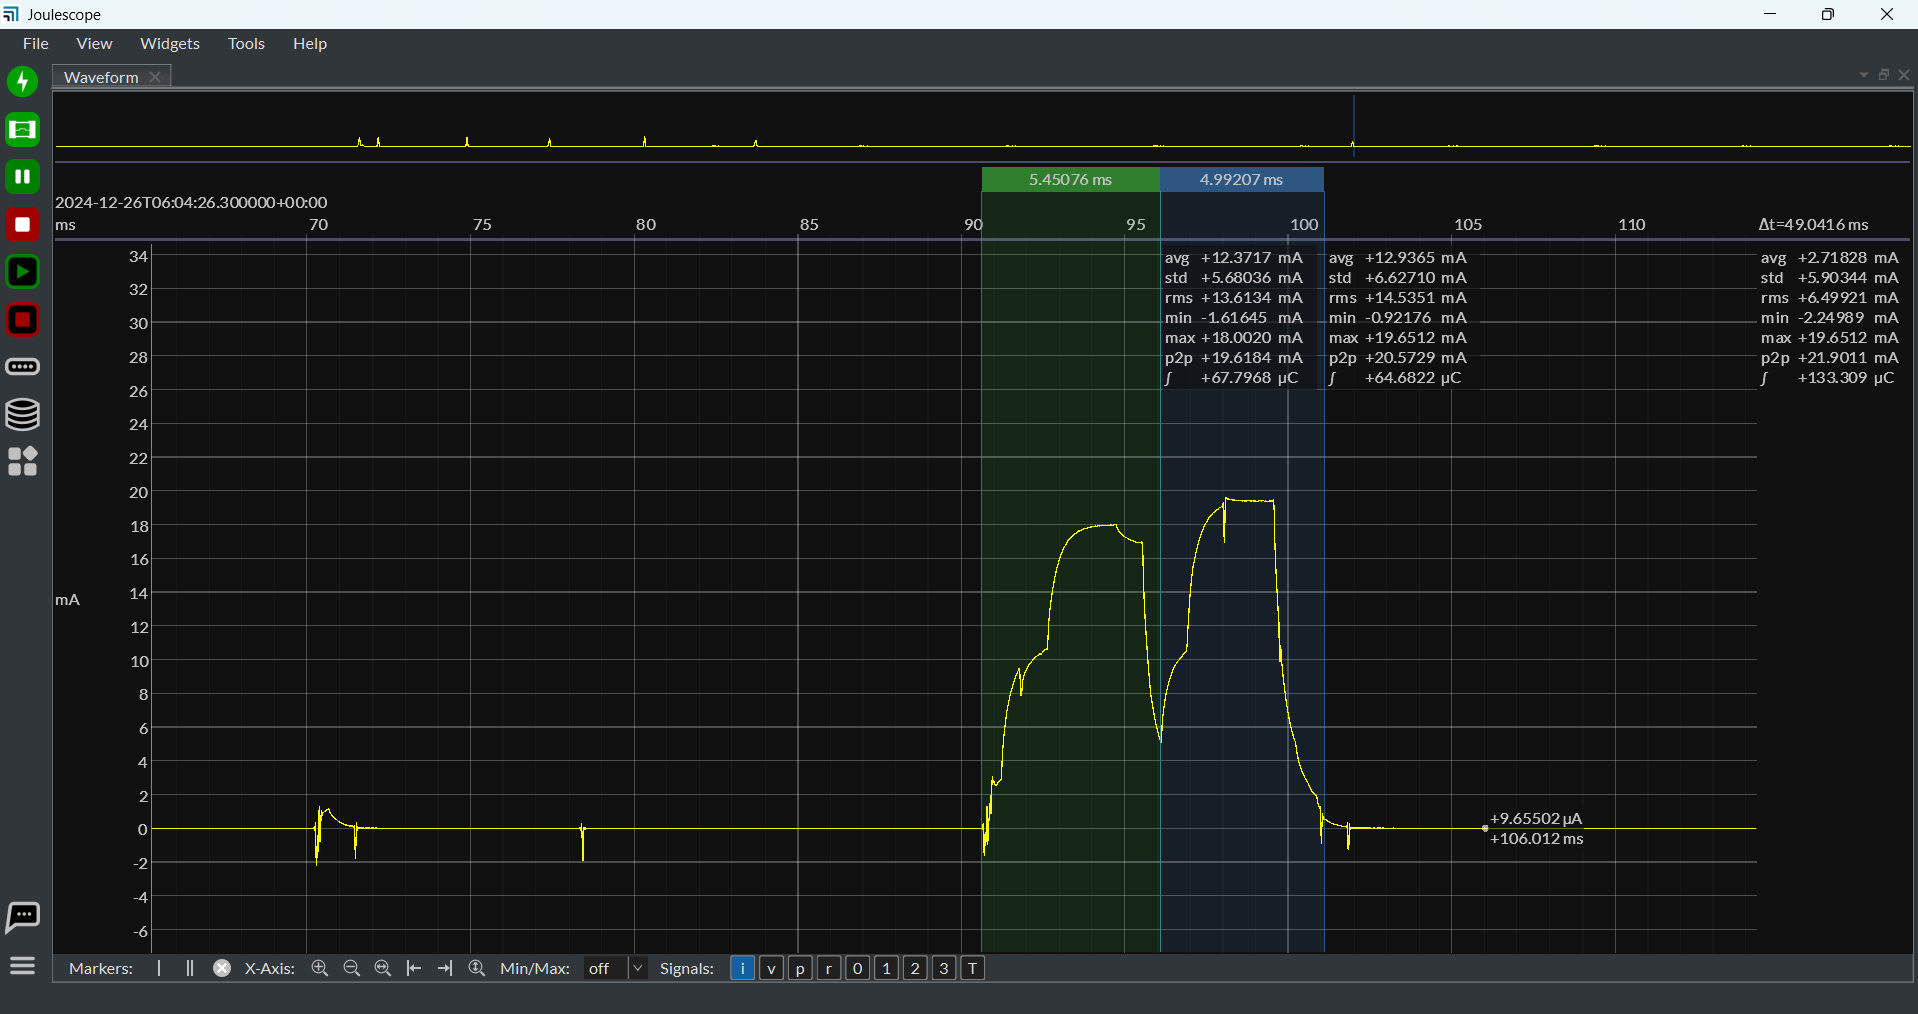 Joulescope
File View Widgets Tools Help
Waveform
5.45076 ms 4.99207 ms
2024-12-26T06:04:26.300000+00:00
ms 70 75 80 85 90 95 100 105 110 Δt=49.0416 ms
avg +12.3717 mA avg +12.9365 mA avg +2.71828 mA
std +5.68036 mA std +6.62710 mA std +5.90344 mA
rms +13.6134 mA rms +14.5351 mA rms +6.49921 mA
min -1.61645 mA min -0.92176 mA min -2.24989 mA
max +18.0020 mA max +19.6512 mA max +19.6512 mA
p2p +19.6184 mA p2p +20.5729 mA p2p +21.9011 mA
∫ +67.7968 µC ∫ +64.6822 µC ∫ +133.309 µC
34
32
30
28
26
24
22
20
18
16
14
mA
12
10
8
6
4
2
0
-2
-4
-6
+9.65502 µA
+106.012 ms
Markers: X-Axis: Min/Max: off Signals: i v p r 0 1 2 3 T